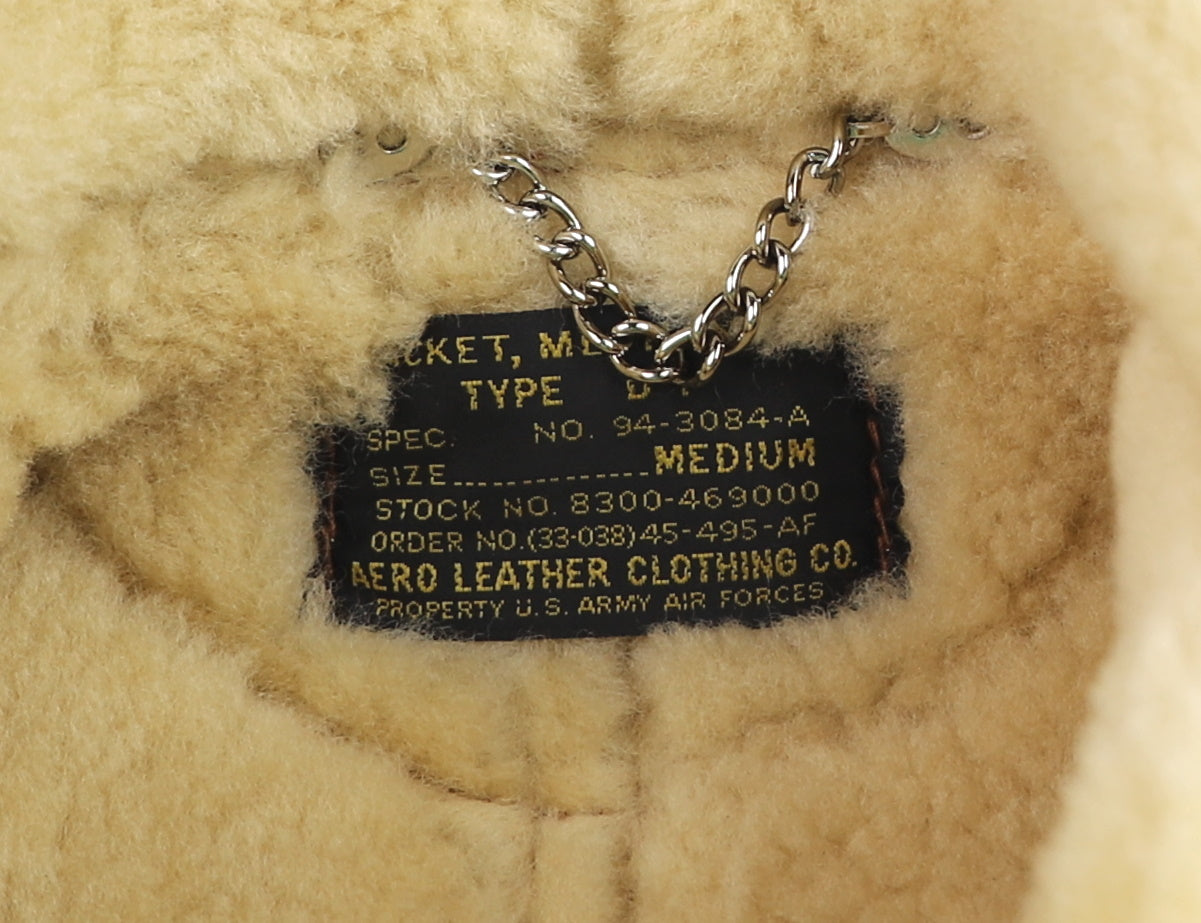 CKET, M
TYPE
SPEC. NO. 94-3084-A
SIZE..............MEDIUM
STOCK NO. 8300-469000
ORDER NO.(33-038)45-495-AF
AERO LEATHER CLOTHING CO.
PROPERTY U.S. ARMY AIR FORCES